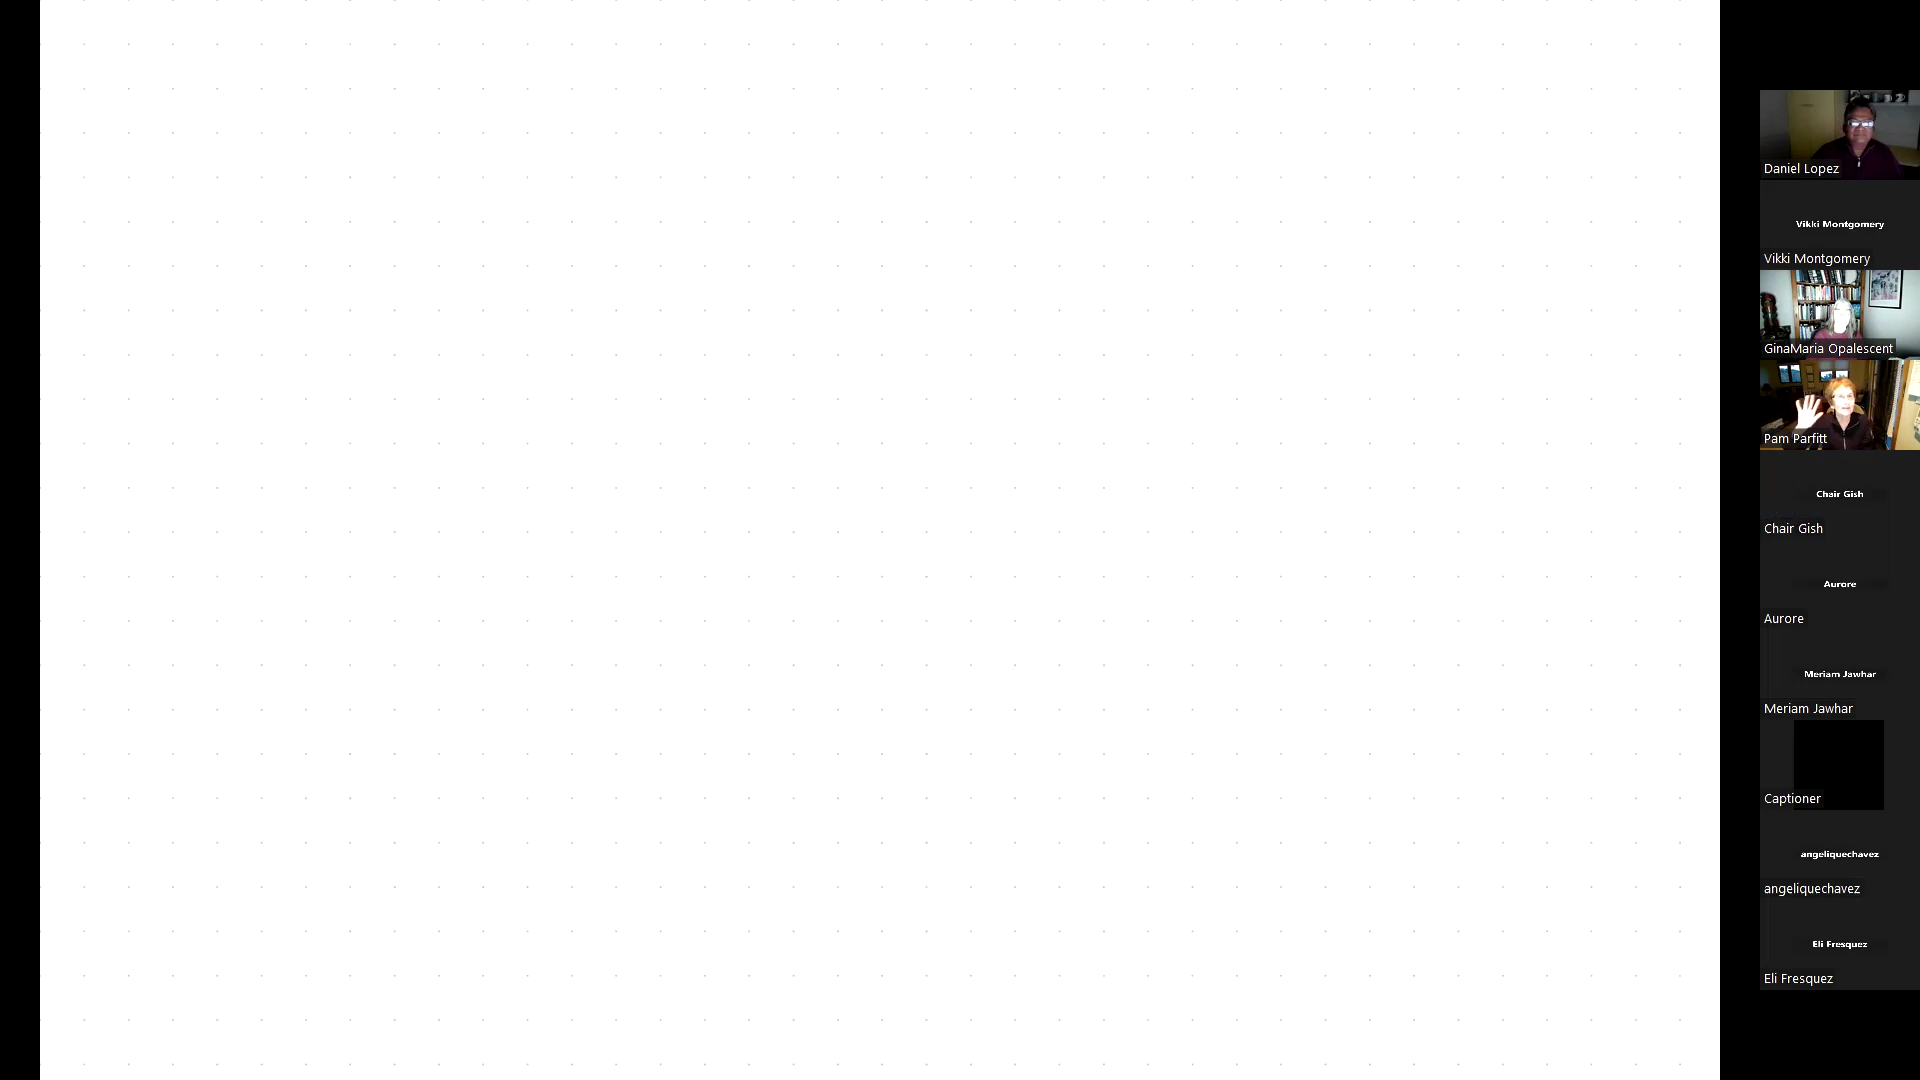 Daniel Lopez
Vikki Montgomery
Vikki Montgomery
GinaMaria Opalescent
Pam Parfitt
Chair Gish
Chair Gish
Aurore
Aurore
Meriam Jawhar
Meriam Jawhar
Captioner
angeliquechavez
angeliquechavez
Eli Fresquez
Eli Fresquez